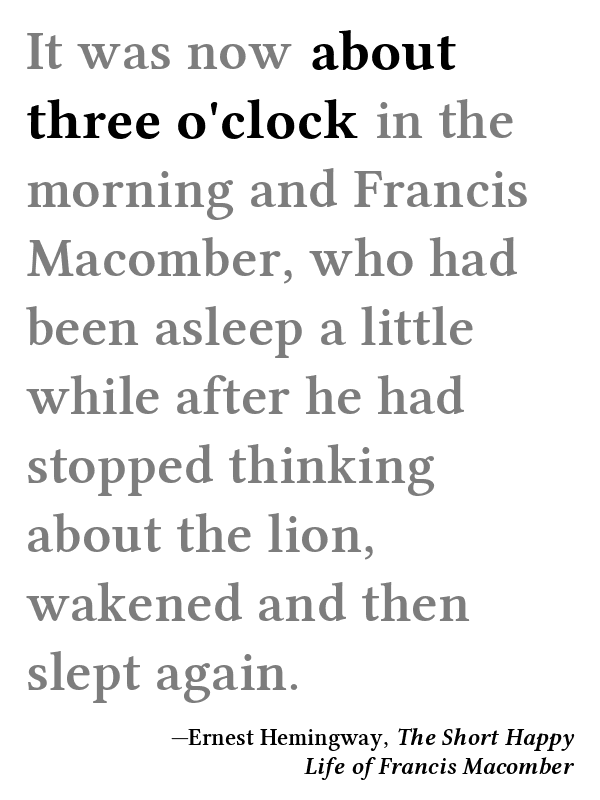 It was now about
three o'clock in the
morning and Francis
Macomber, who had
been asleep a little
while after he had
stopped thinking
about the lion,
wakened and then
slept again.
—Ernest Hemingway, The Short Happy
Life of Francis Macomber